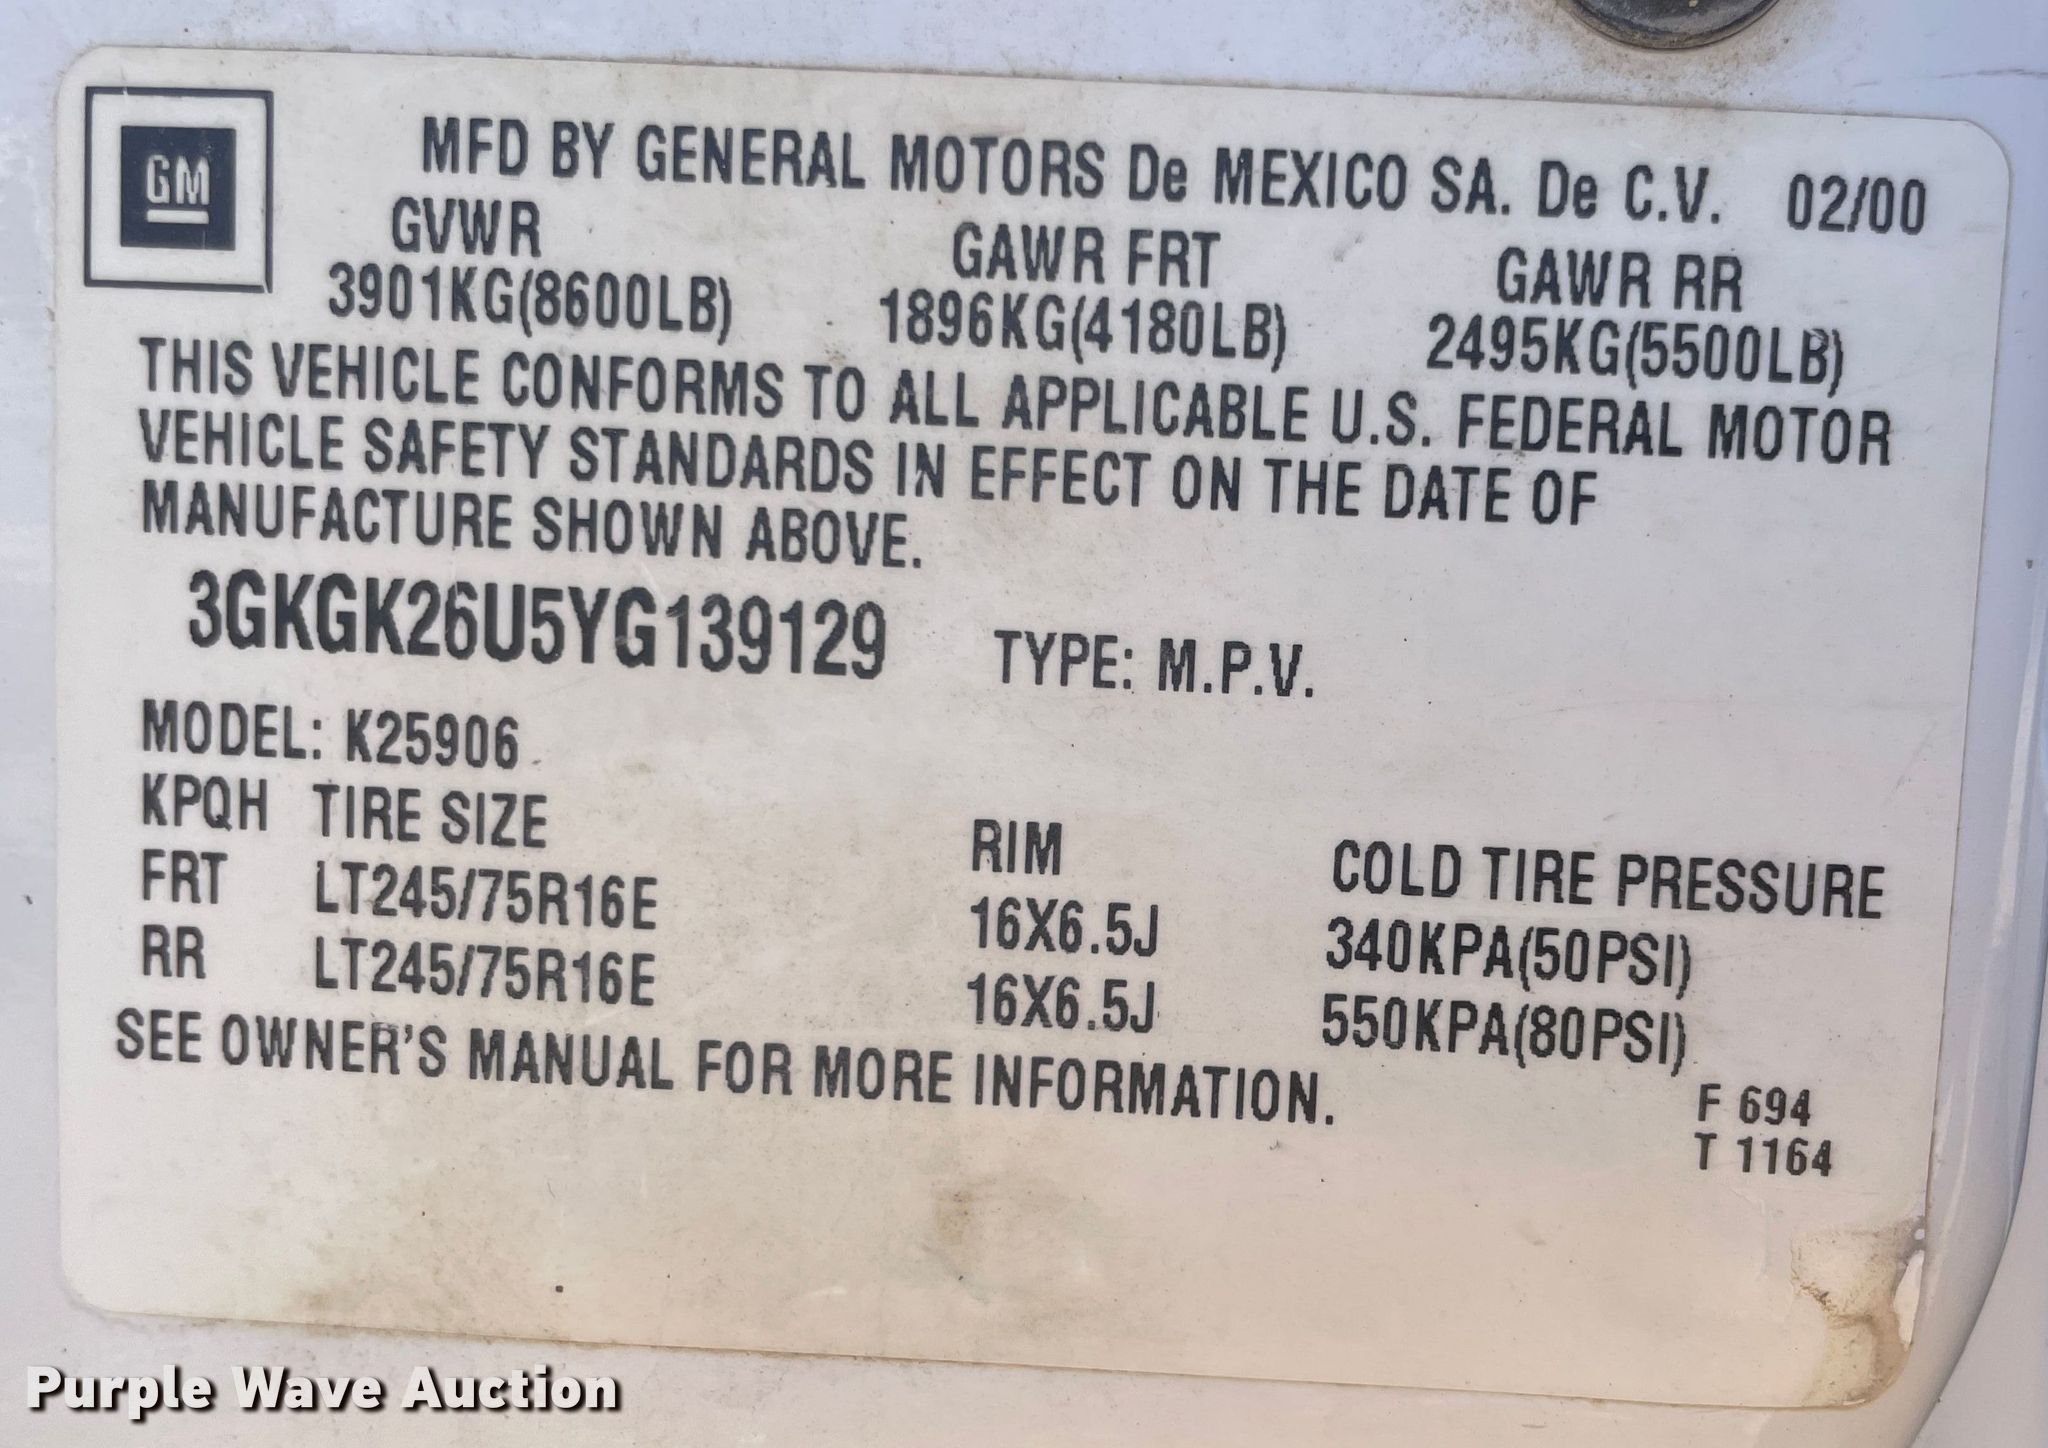 GM
MFD BY GENERAL MOTORS De MEXICO SA. De C.V. 02/00
GVWR GAWR FRT GAWR RR
3901KG(8600LB) 1896KG(4180LB) 2495KG(5500LB)
THIS VEHICLE CONFORMS TO ALL APPLICABLE U.S. FEDERAL MOTOR
VEHICLE SAFETY STANDARDS IN EFFECT ON THE DATE OF
MANUFACTURE SHOWN ABOVE.
3GKGK26U5YG139129 TYPE: M.P.V.
MODEL: K25906
KPQH TIRE SIZE RIM COLD TIRE PRESSURE
FRT LT245/75R16E 16X6.5J 340KPA(50PSI)
RR LT245/75R16E 16X6.5J 550KPA(80PSI)
SEE OWNER'S MANUAL FOR MORE INFORMATION.
F 694
T 1164
Purple Wave Auction